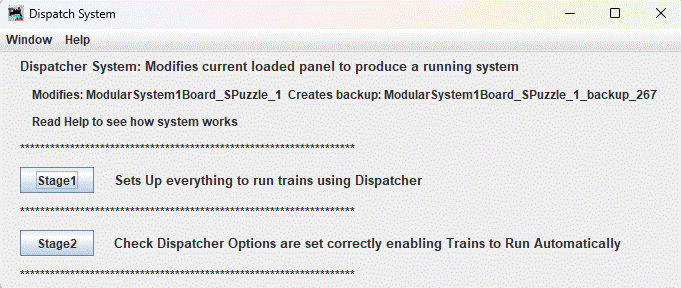 Dispatch System
Window Help
Dispatcher System: Modifies current loaded panel to produce a running system
Modifies: ModularSystem1Board_SPuzzle_1 Creates backup: ModularSystem1Board_SPuzzle_1_backup_267
Read Help to see how system works
*******************************************************************
Stage1 Sets Up everything to run trains using Dispatcher
*******************************************************************
Stage2 Check Dispatcher Options are set correctly enabling Trains to Run Automatically
*******************************************************************